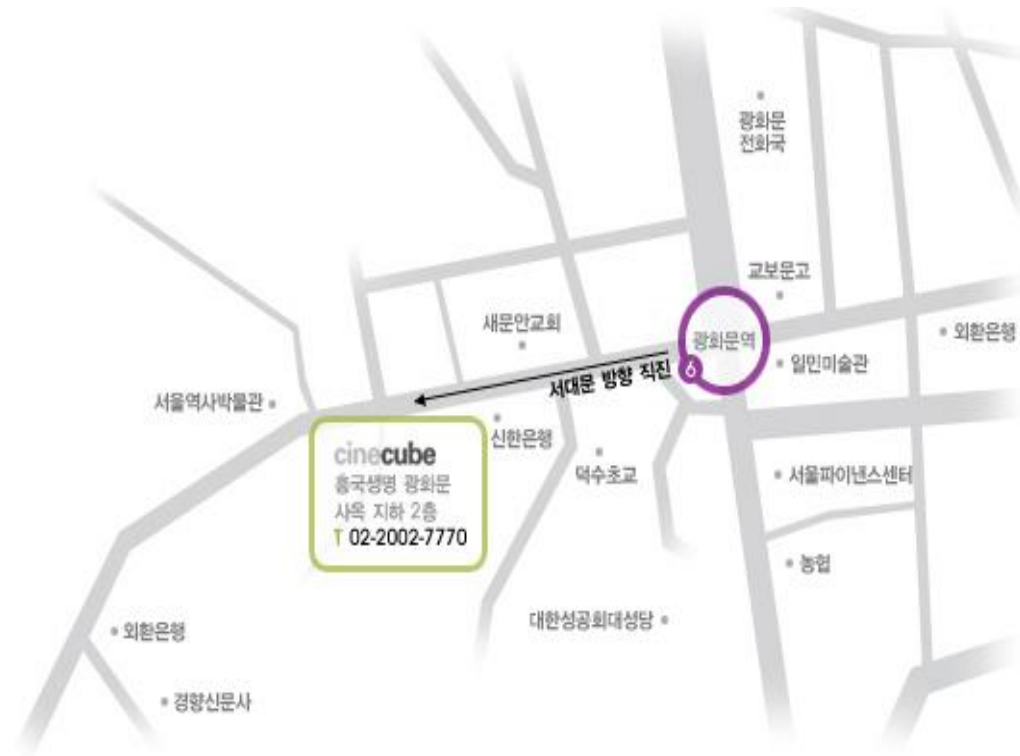 광화문
전화국
교보문고
새문안교회
광화문역
외환은행
일민미술관
6
서대문 방향 직진
서울역사박물관
신한은행
cinecube
흥국생명 광화문
사옥 지하 2층
T 02-2002-7770
덕수초교
서울파이낸스센터
농협
대한성공회대성당
외환은행
경향신문사